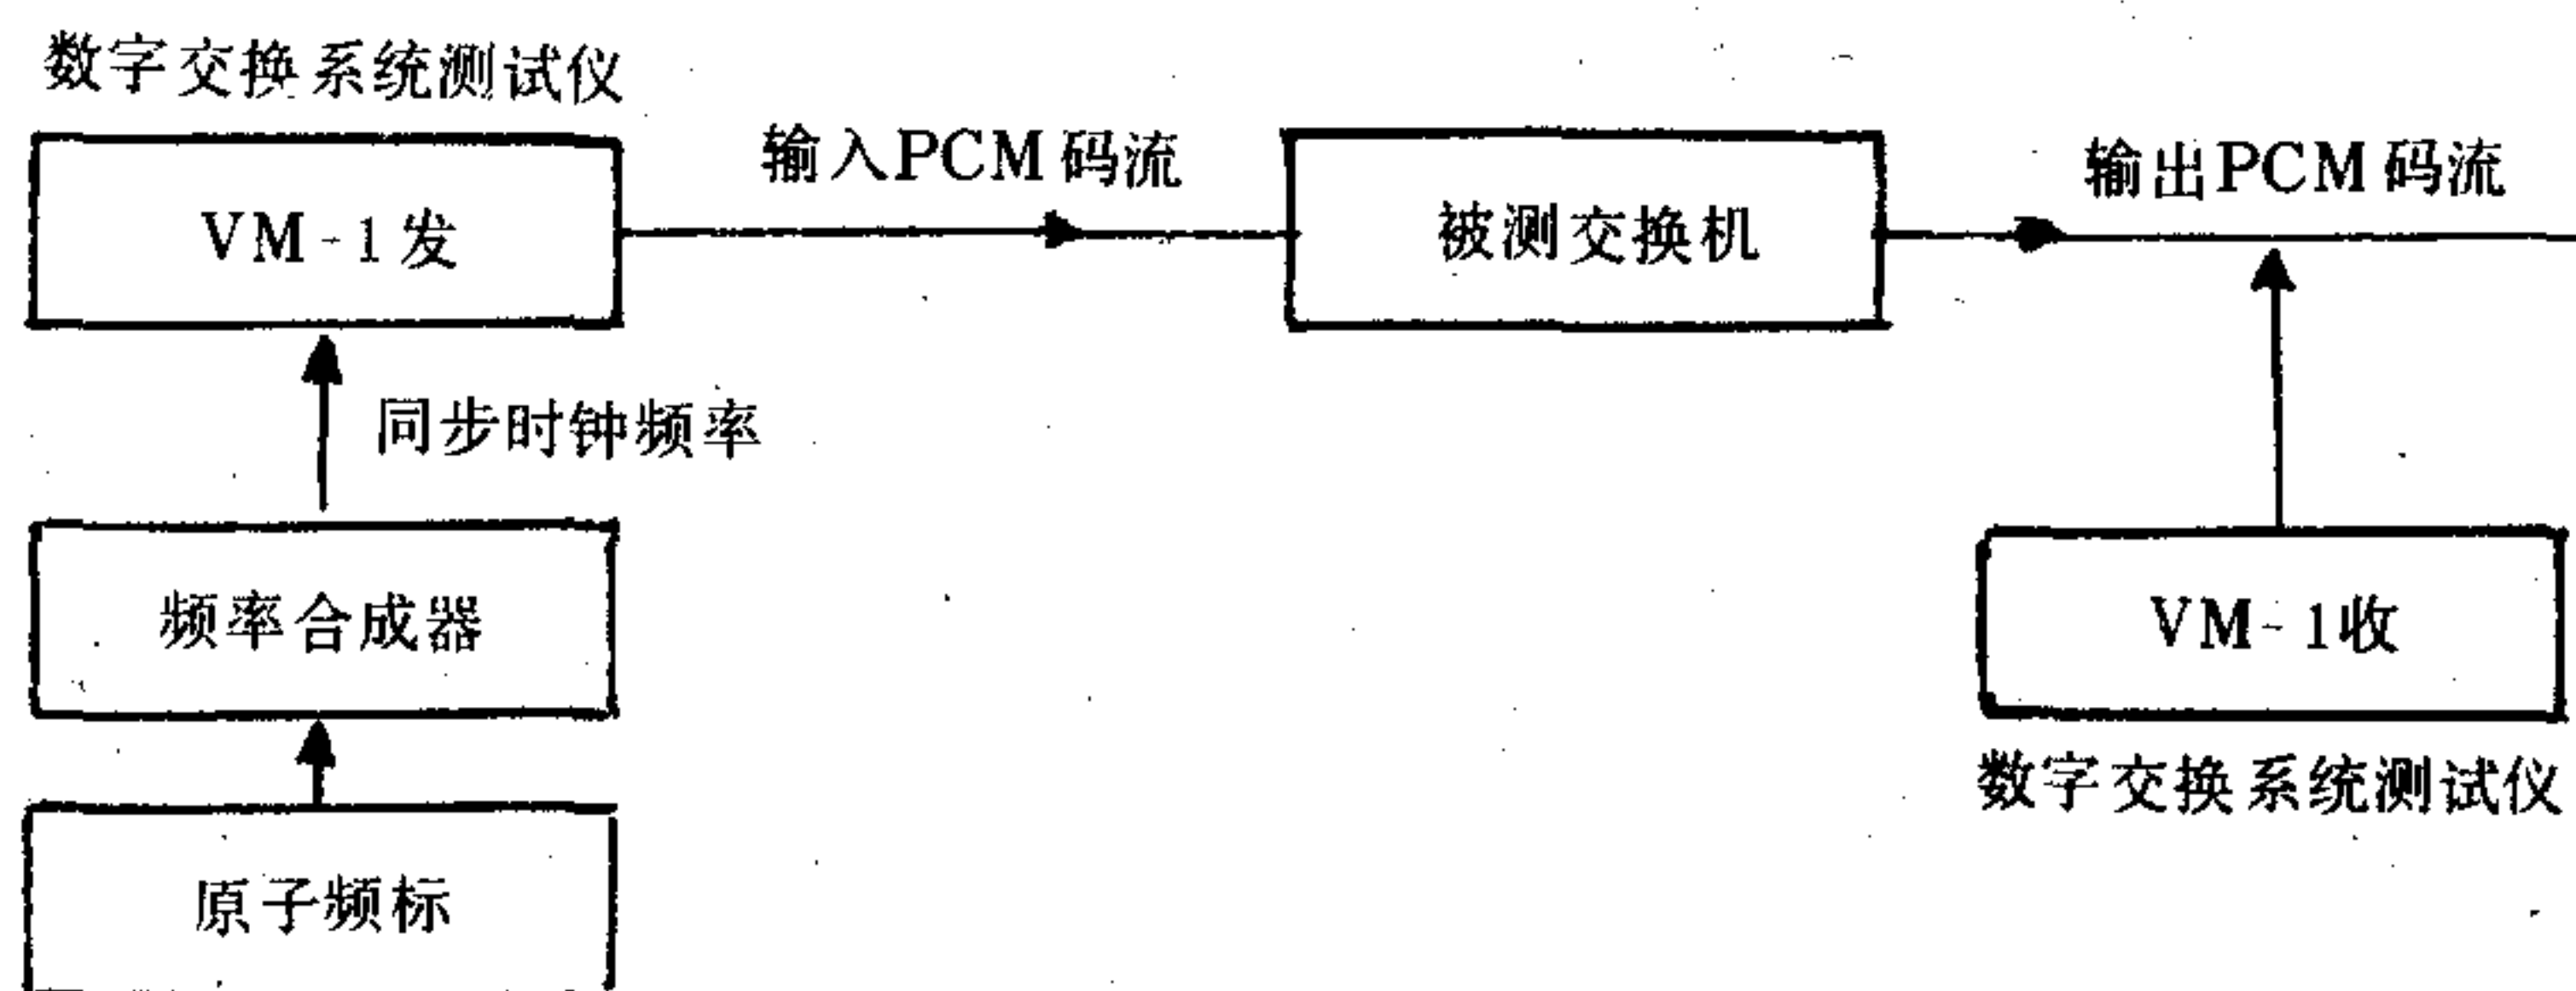 数字交换系统测试仪
输入PCM码流
输出PCM码流
VM-1发
被测交换机
同步时钟频率
频率合成器
VM-1收
数字交换系统测试仪
原子频标